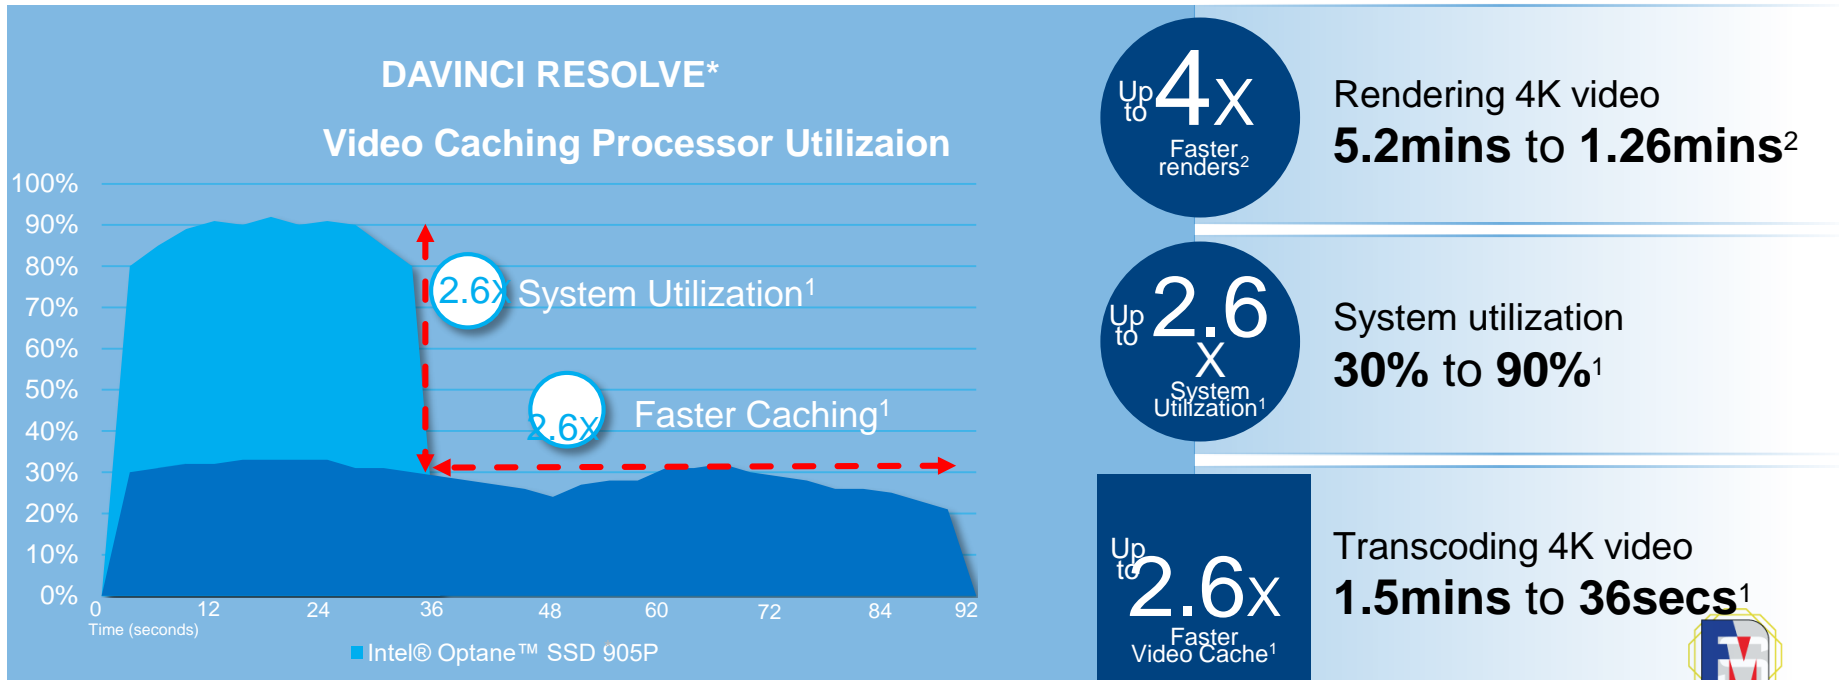 DAVINCI RESOLVE*
Video Caching Processor Utilizaion
100%
90%
80%
70%
60%
50%
40%
30%
20%
10%
0%
2.6X System Utilization1
2.6X Faster Caching1
0 12 24 36 48 60 72 84 92
Time (seconds)
Intel® Optane™ SSD 905P
Up to 4X
Faster
renders2
Rendering 4K video
5.2mins to 1.26mins2
Up to 2.6
X
System
Utilization1
System utilization
30% to 90%1
Up to 2.6X
Faster
Video Cache1
Transcoding 4K video
1.5mins to 36secs1